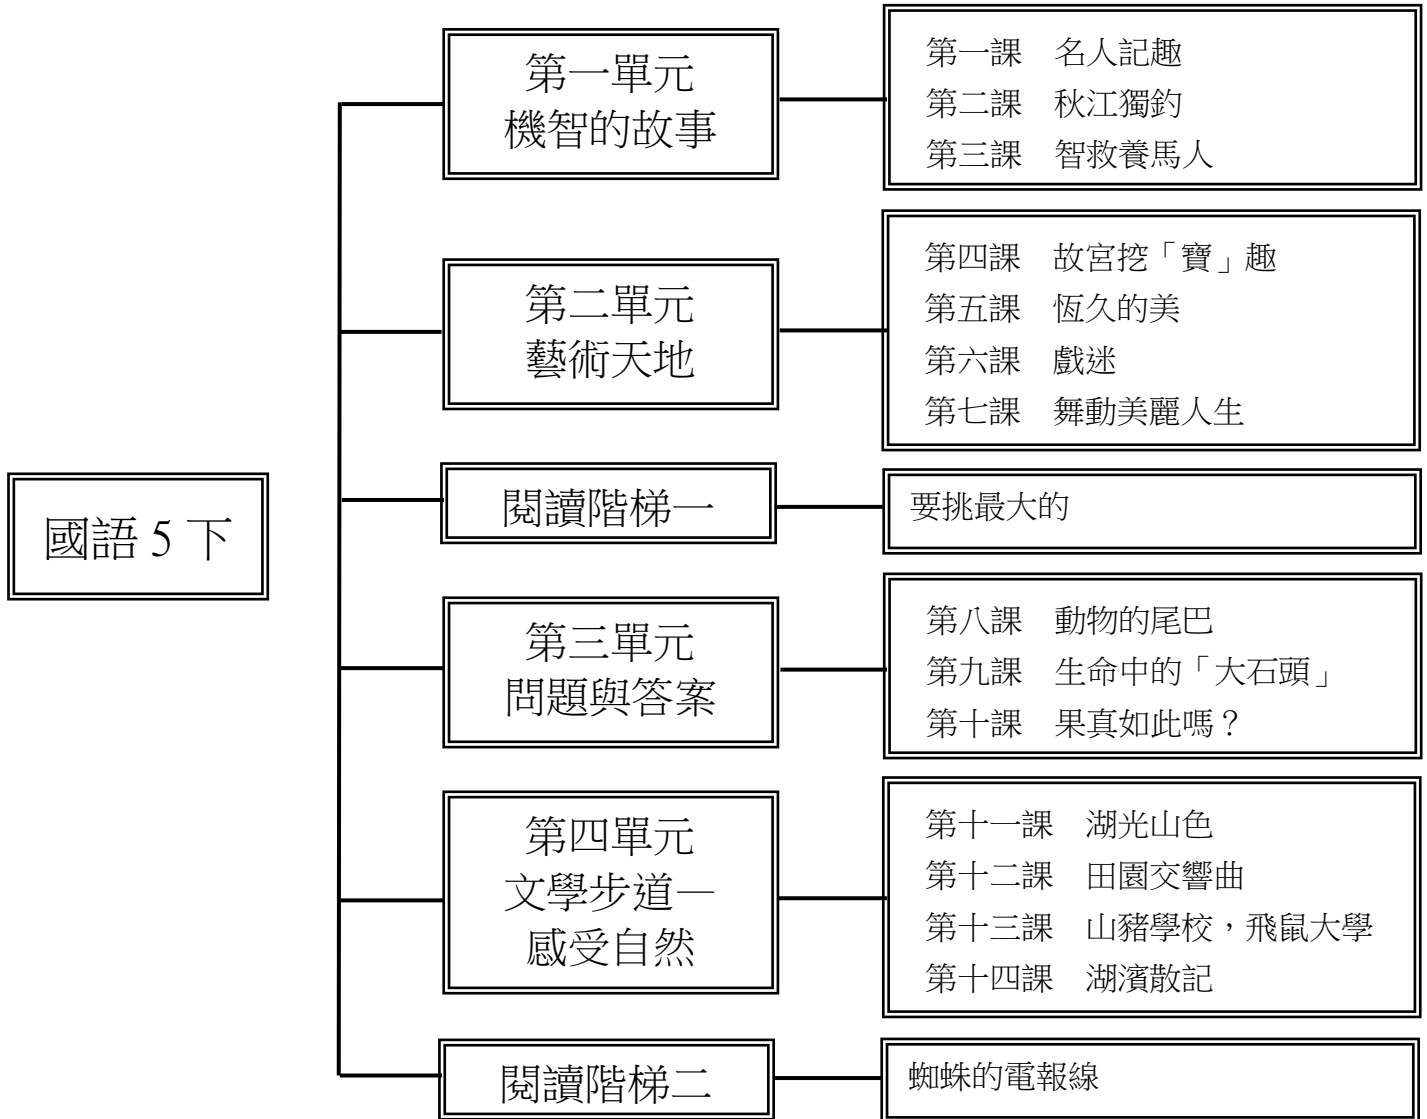 國語 5 下
第一單元
機智的故事
第一課　名人記趣
第二課　秋江獨釣
第三課　智救養馬人
第二單元
藝術天地
第四課　故宮挖「寶」趣
第五課　恆久的美
第六課　戲迷
第七課　舞動美麗人生
閱讀階梯一
要挑最大的
第三單元
問題與答案
第八課　動物的尾巴
第九課　生命中的「大石頭」
第十課　果真如此嗎？
第四單元
文學步道—
感受自然
第十一課　湖光山色
第十二課　田園交響曲
第十三課　山豬學校，飛鼠大學
第十四課　湖濱散記
閱讀階梯二
蜘蛛的電報線